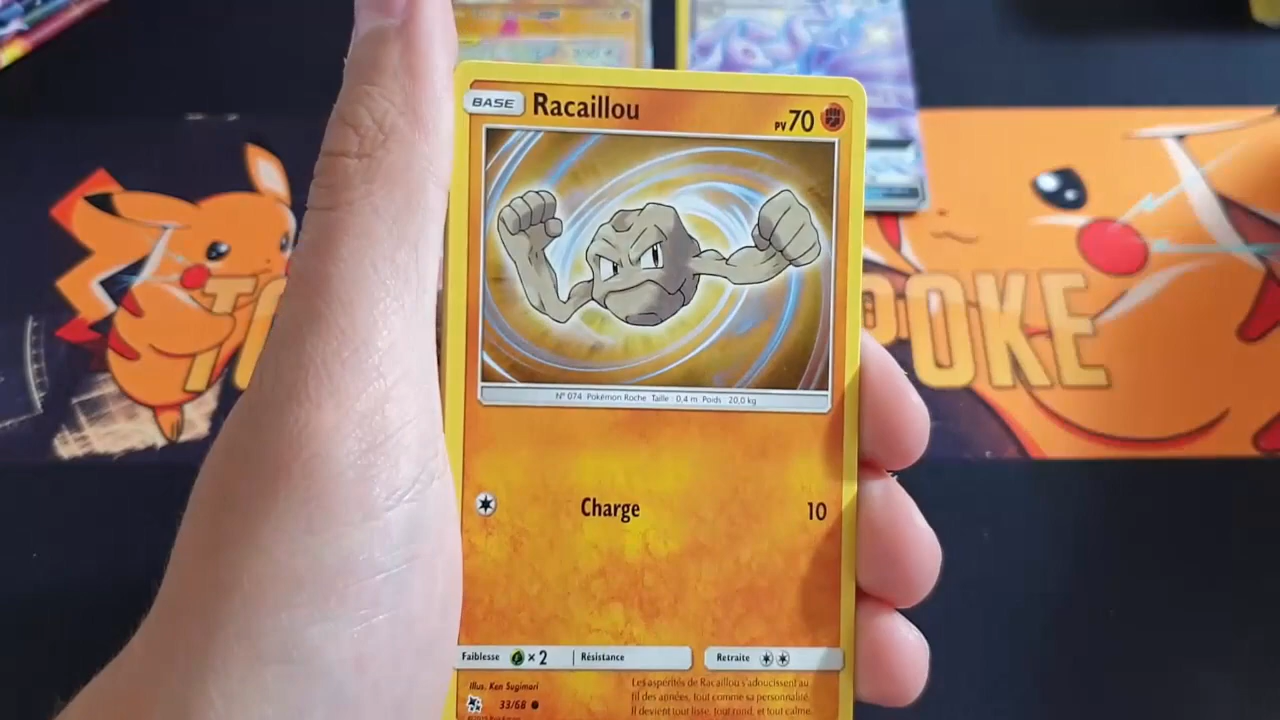 BASE Racaillou PV 70
N° 074 Pokémon Roche Taille : 0,4 m Poids : 20,0 kg
Charge 10
Faiblesse × 2 Résistance Retraite
Illus. Ken Sugimori
33/68
Les aspérités de Racaillou s'adoucissent au
fil des années, tout comme sa personnalité.
Il devient tout lisse, tout rond, et tout calme.
POKE